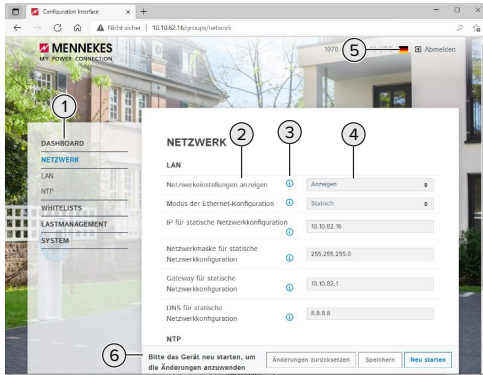 Configuration Interface
Nicht sicher | 10.10.82.16/groups/network
MENNEKES
MY POWER CONNECTION
1970-
5
Abmelden
1
DASHBOARD
NETZWERK
LAN
NTP
WHITELISTS
LASTMANAGEMENT
SYSTEM
NETZWERK
2
3
4
LAN
Netzwerkeinstellungen anzeigen
Anzeigen
Modus der Ethernet-Konfiguration
Statisch
IP für statische Netzwerkkonfiguration
10.10.82.16
Netzwerkmaske für statische
Netzwerkkonfiguration
255.255.255.0
Gateway für statische
Netzwerkkonfiguration
10.10.82.1
DNS für statische
Netzwerkkonfiguration
8.8.8.8
NTP
6
Bitte das Gerät neu starten, um
die Änderungen anzuwenden
Änderungen zurücksetzen
Speichern
Neu starten